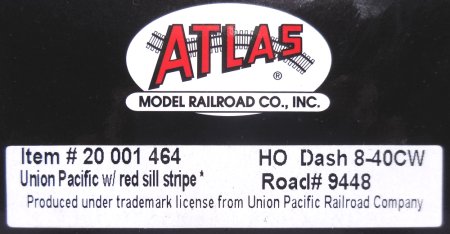 ATLAS
®
MODEL RAILROAD CO., INC.
Item # 20 001 464 HO Dash 8-40CW
Union Pacific w/ red sill stripe* Road# 9448
Produced under trademark license from Union Pacific Railroad Company